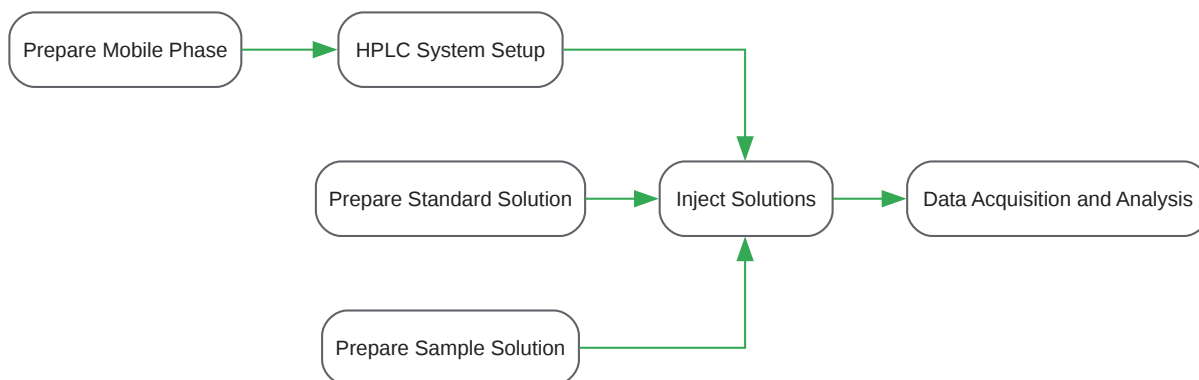 Prepare Mobile Phase
HPLC System Setup
Prepare Standard Solution
Inject Solutions
Data Acquisition and Analysis
Prepare Sample Solution